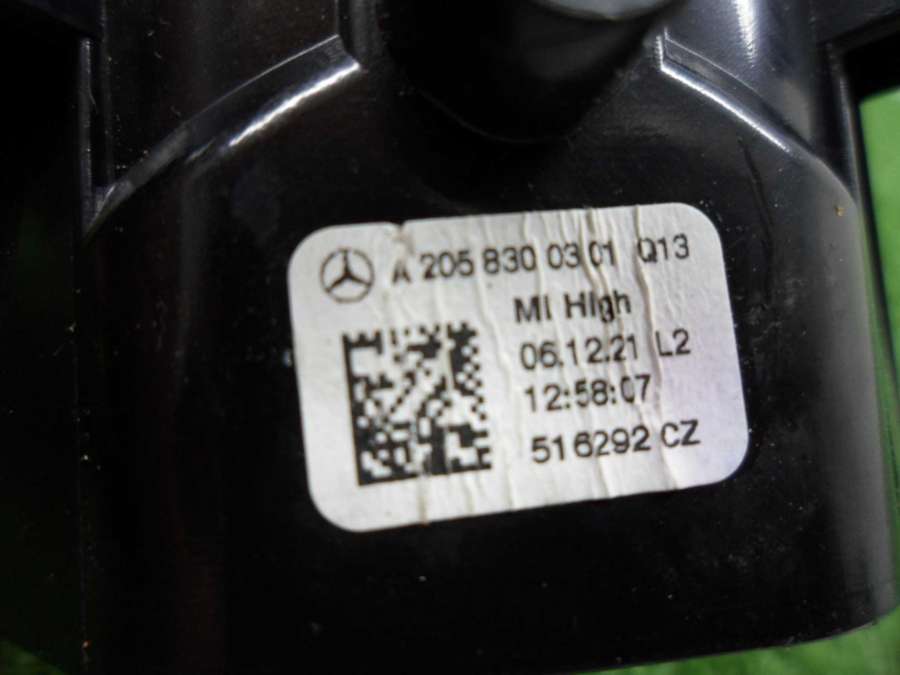 A 205 830 03 01 Q13
MI High
06.12.21 L2
12:58:07
516292 CZ